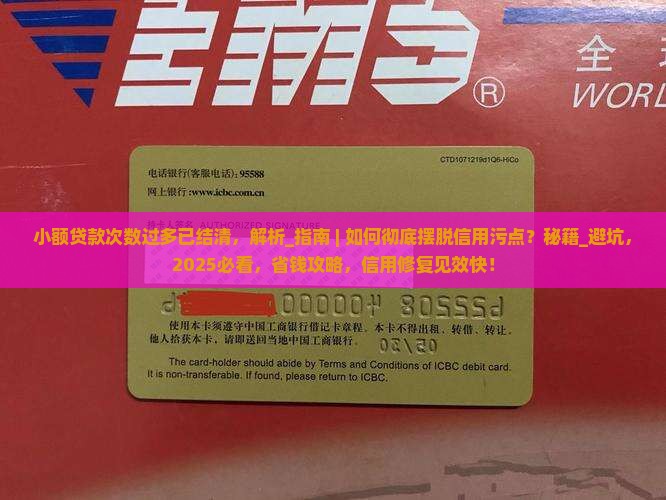 EMS®
全
WORL
CTD1071219d1Q6-HiCo
电话银行(客服电话):95588
网上银行:www.icbc.com.cn
AUTHORIZED SIGNATURE
小额贷款次数过多已结清，解析_指南 | 如何彻底摆脱信用污点？秘籍_避坑，
2025必看，省钱攻略，信用修复见效快！
使用本卡须遵守中国工商银行借记卡章程。本卡不得出租、转借、转让。
他人拾获本卡，请即送回当地中国工商银行。
The card-holder should abide by Terms and Conditions of ICBC debit card.
It is non-transferable. If found, please return to ICBC.